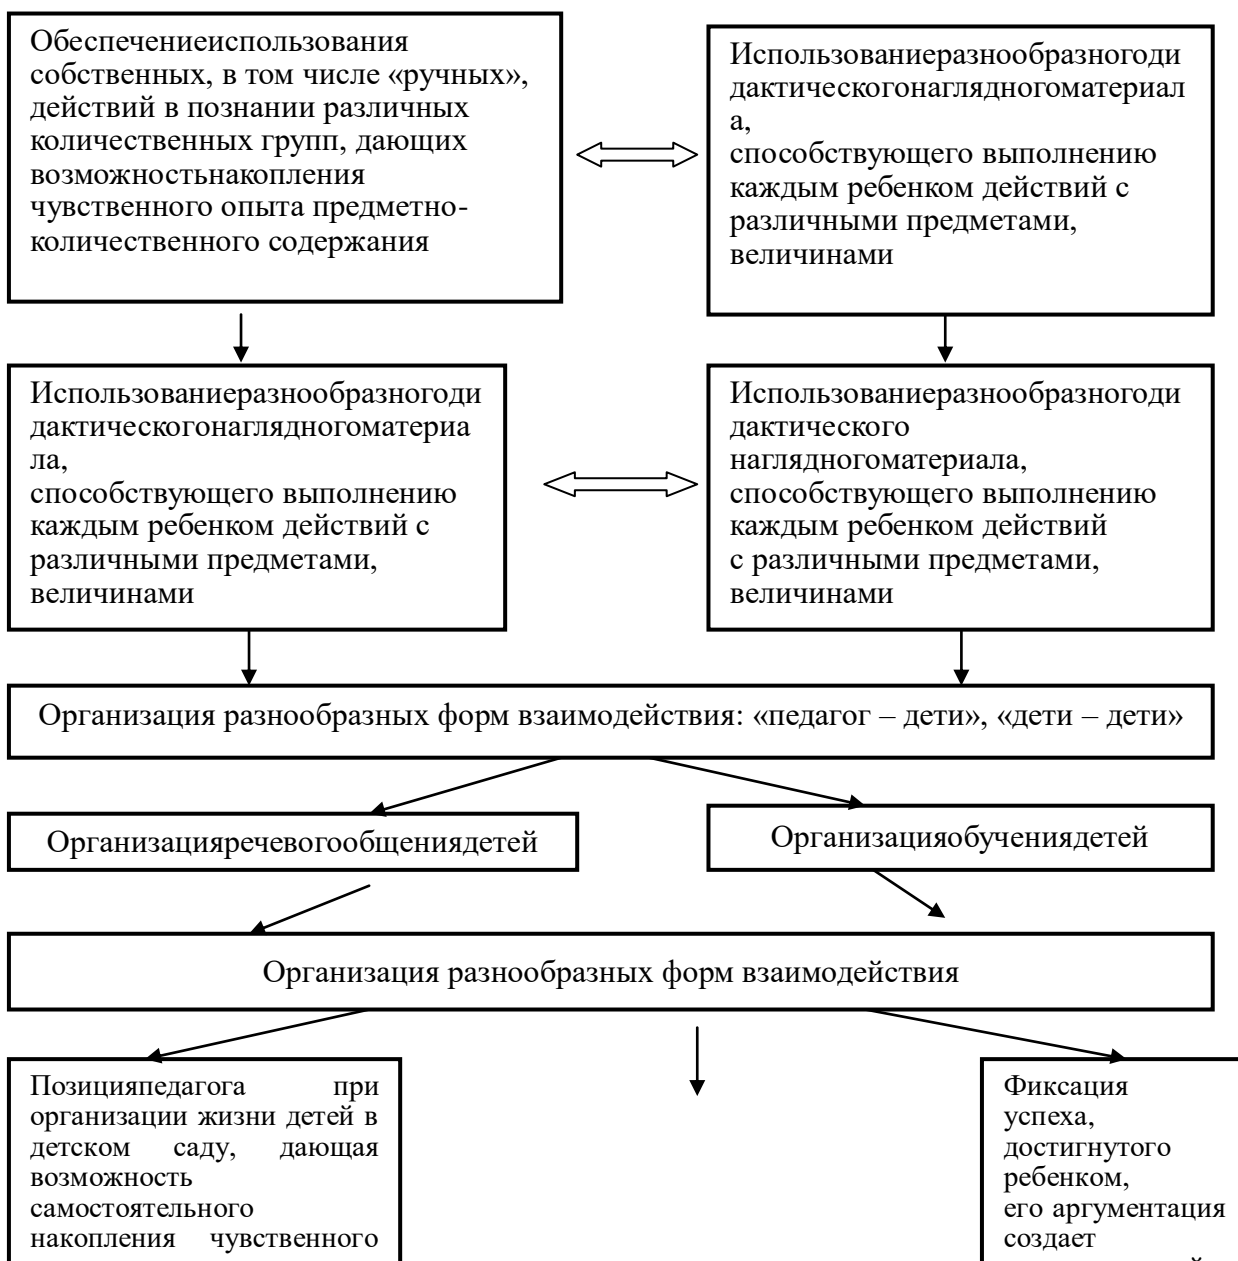 Обеспечениеиспользования
собственных, в том числе «ручных»,
действий в познании различных
количественных групп, дающих
возможностьнакопления
чувственного опыта предметно-
количественного содержания
Использованиеразнообразногоди
дактическогонаглядногоматериал
а,
способствующего выполнению
каждым ребенком действий с
различными предметами,
величинами
Использованиеразнообразногоди
дактическогонаглядногоматериа
ла,
способствующего выполнению
каждым ребенком действий с
различными предметами,
величинами
Использованиеразнообразногоди
дактического
наглядногоматериала,
способствующего выполнению
каждым ребенком действий
с различными предметами,
величинами
Организация разнообразных форм взаимодействия: «педагог – дети», «дети – дети»
Организацияречевогообщениядетей
Организацияобучениядетей
Организация разнообразных форм взаимодействия
Позицияпедагога при
организации жизни детей в
детском саду, дающая
возможность
самостоятельного
накопления чувственного
Фиксация
успеха,
достигнутого
ребенком,
его аргументация
создает